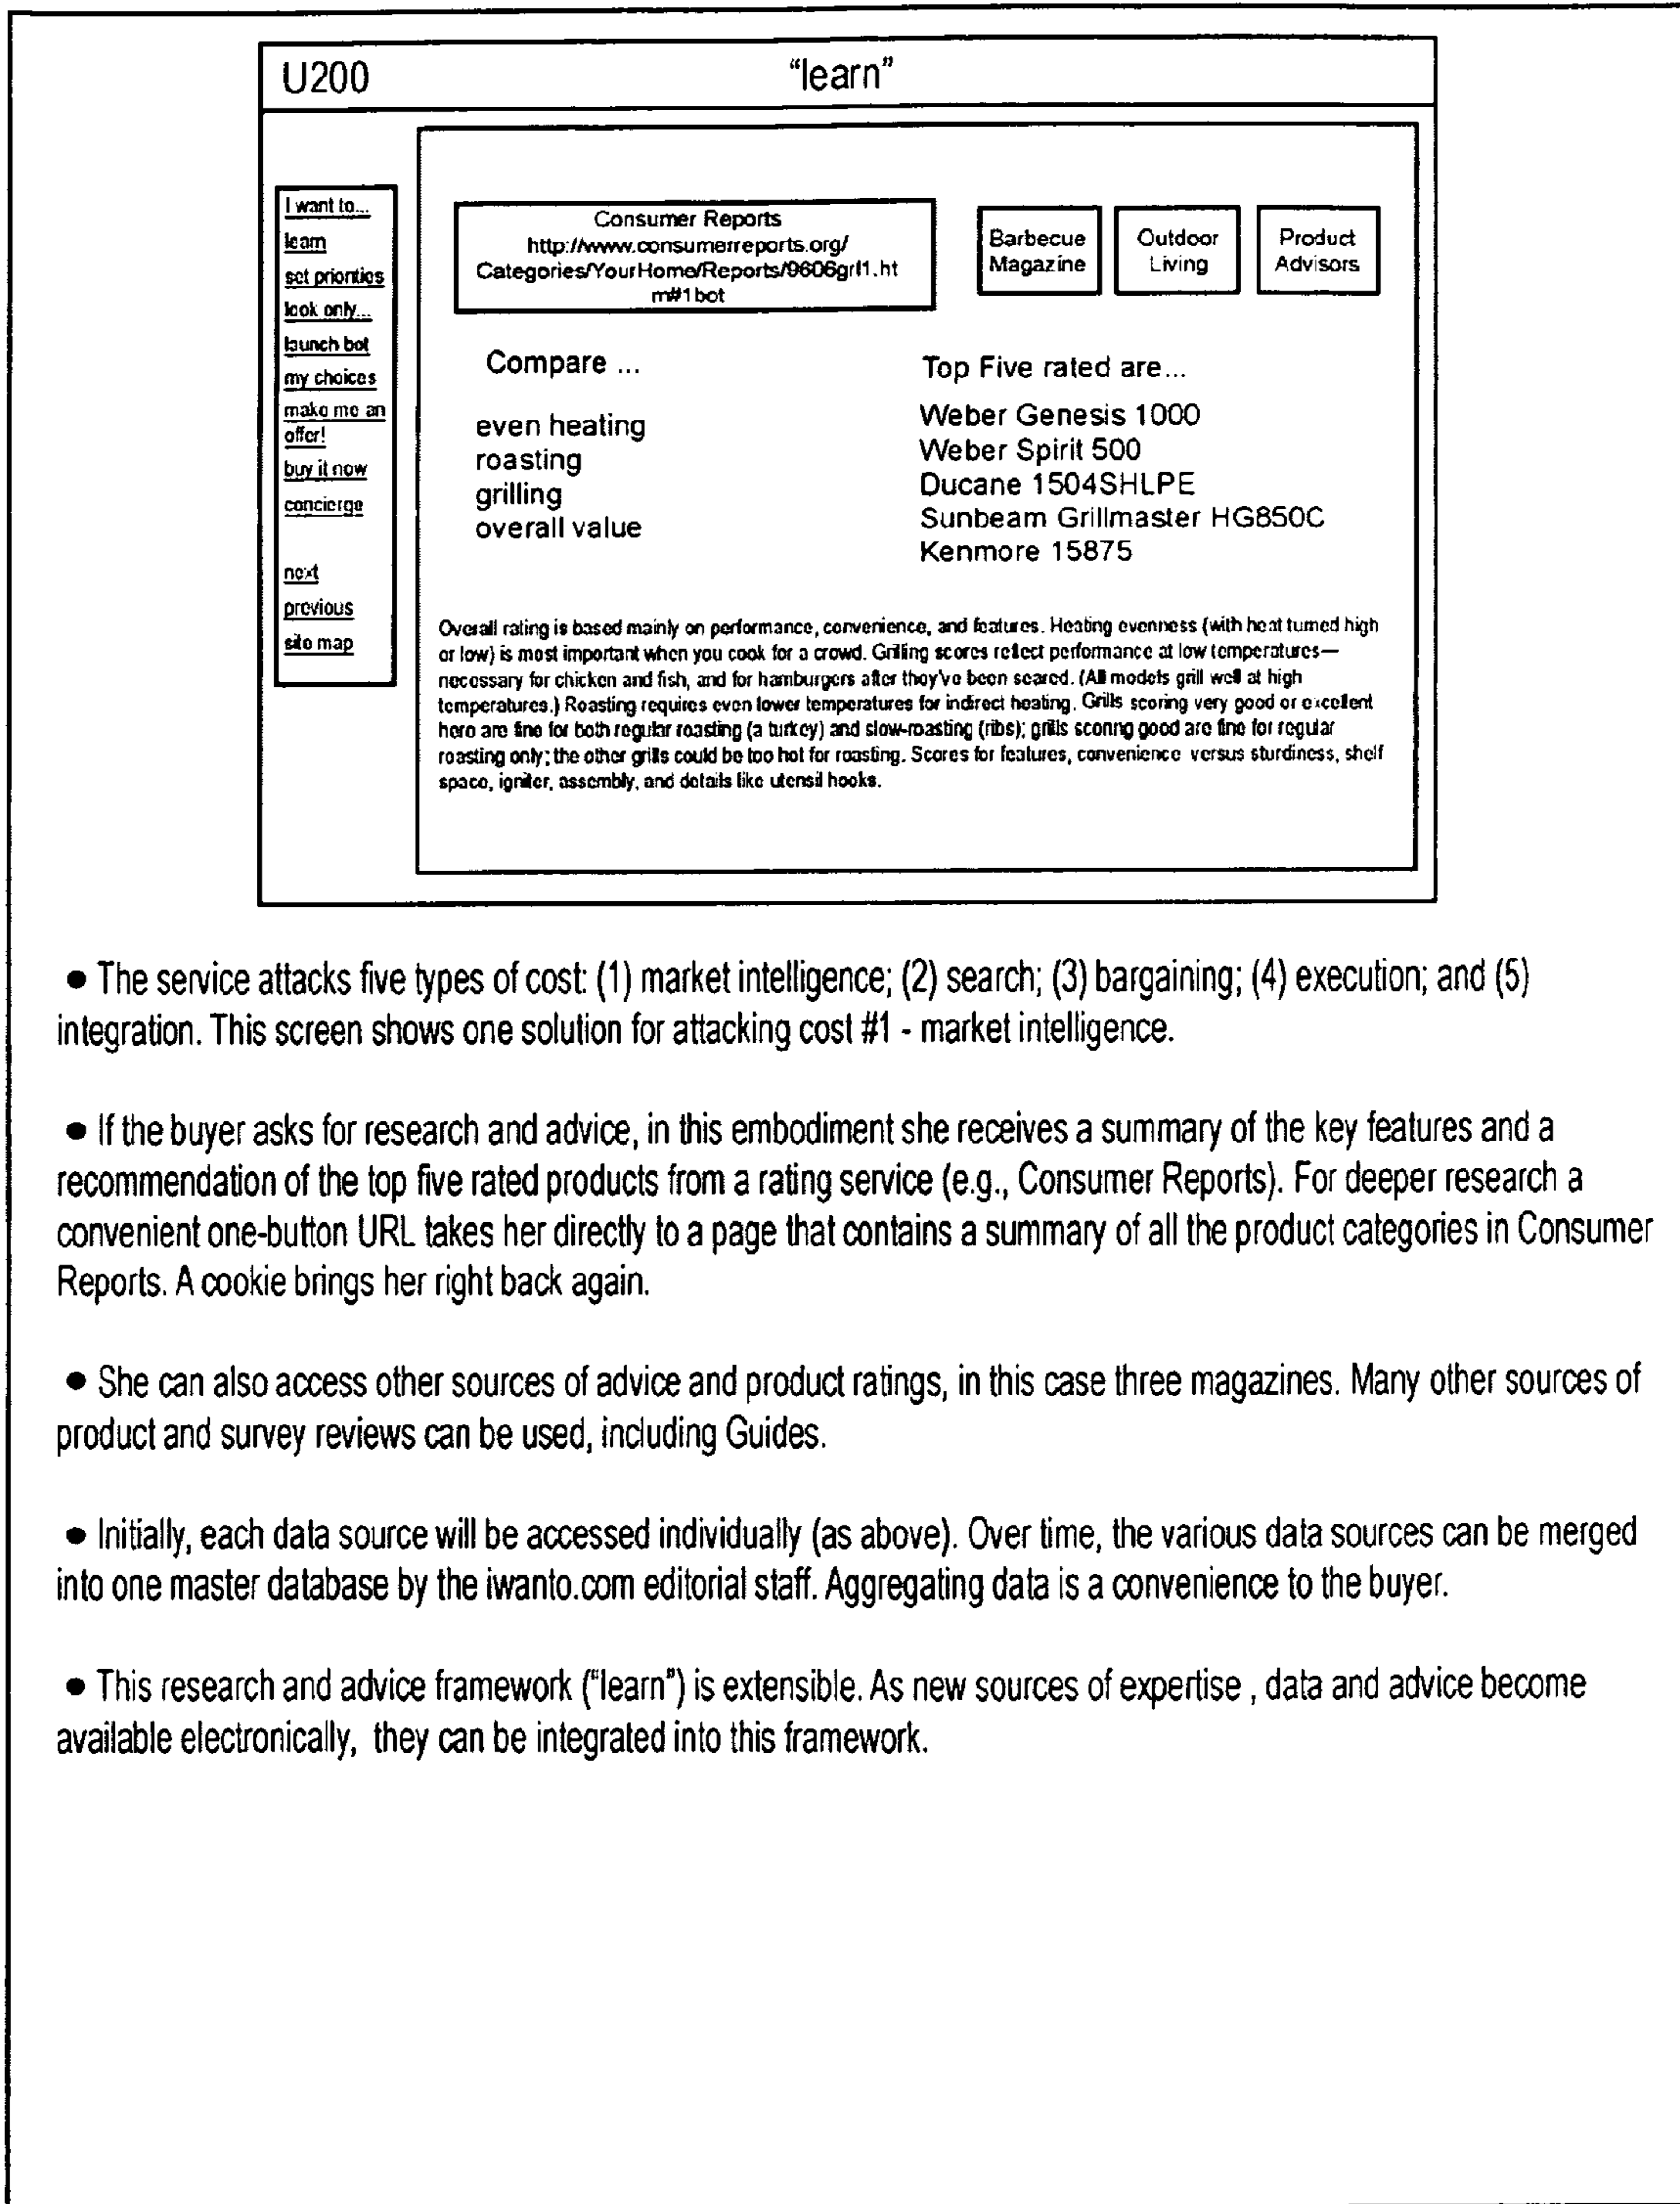 U200
"learn"
I want to...
learn
set priorities
look only...
launch bot
my choices
make me an
offer!
buy it now
concierge
next
previous
site map
Consumer Reports
http://www.consumerreports.org/
Categories/YourHome/Reports/9606grl1.ht
m#1bot
Barbecue
Magazine
Outdoor
Living
Product
Advisors
Compare ...
even heating
roasting
grilling
overall value
Top Five rated are...
Weber Genesis 1000
Weber Spirit 500
Ducane 1504SHLPE
Sunbeam Grillmaster HG850C
Kenmore 15875
Overall rating is based mainly on performance, convenience, and features. Heating evenness (with heat turned high
or low) is most important when you cook for a crowd. Grilling scores reflect performance at low temperatures—
necessary for chicken and fish, and for hamburgers after they've been seared. (All models grill well at high
temperatures.) Roasting requires even lower temperatures for indirect heating. Grills scoring very good or excellent
here are fine for both regular roasting (a turkey) and slow-roasting (ribs); grills scoring good are fine for regular
roasting only; the other grills could be too hot for roasting. Scores for features, convenience versus sturdiness, shelf
space, igniter, assembly, and details like utensil hooks.
● The service attacks five types of cost: (1) market intelligence; (2) search; (3) bargaining; (4) execution; and (5)
integration. This screen shows one solution for attacking cost #1 - market intelligence.
● If the buyer asks for research and advice, in this embodiment she receives a summary of the key features and a
recommendation of the top five rated products from a rating service (e.g., Consumer Reports). For deeper research a
convenient one-button URL takes her directly to a page that contains a summary of all the product categories in Consumer
Reports. A cookie brings her right back again.
● She can also access other sources of advice and product ratings, in this case three magazines. Many other sources of
product and survey reviews can be used, including Guides.
● Initially, each data source will be accessed individually (as above). Over time, the various data sources can be merged
into one master database by the iwanto.com editorial staff. Aggregating data is a convenience to the buyer.
● This research and advice framework ("learn") is extensible. As new sources of expertise , data and advice become
available electronically, they can be integrated into this framework.